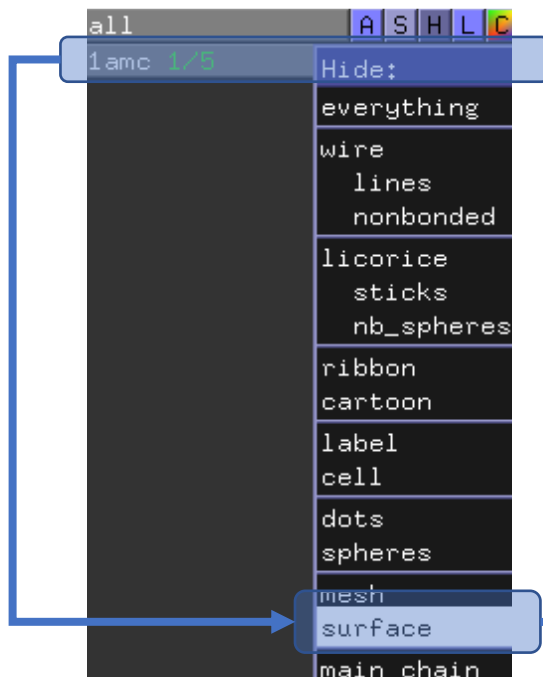 all A S H L C
1amc 1/5 Hide:
everything
wire
lines
nonbonded
licorice
sticks
nb_spheres
ribbon
cartoon
label
cell
dots
spheres
mesh
surface
main chain